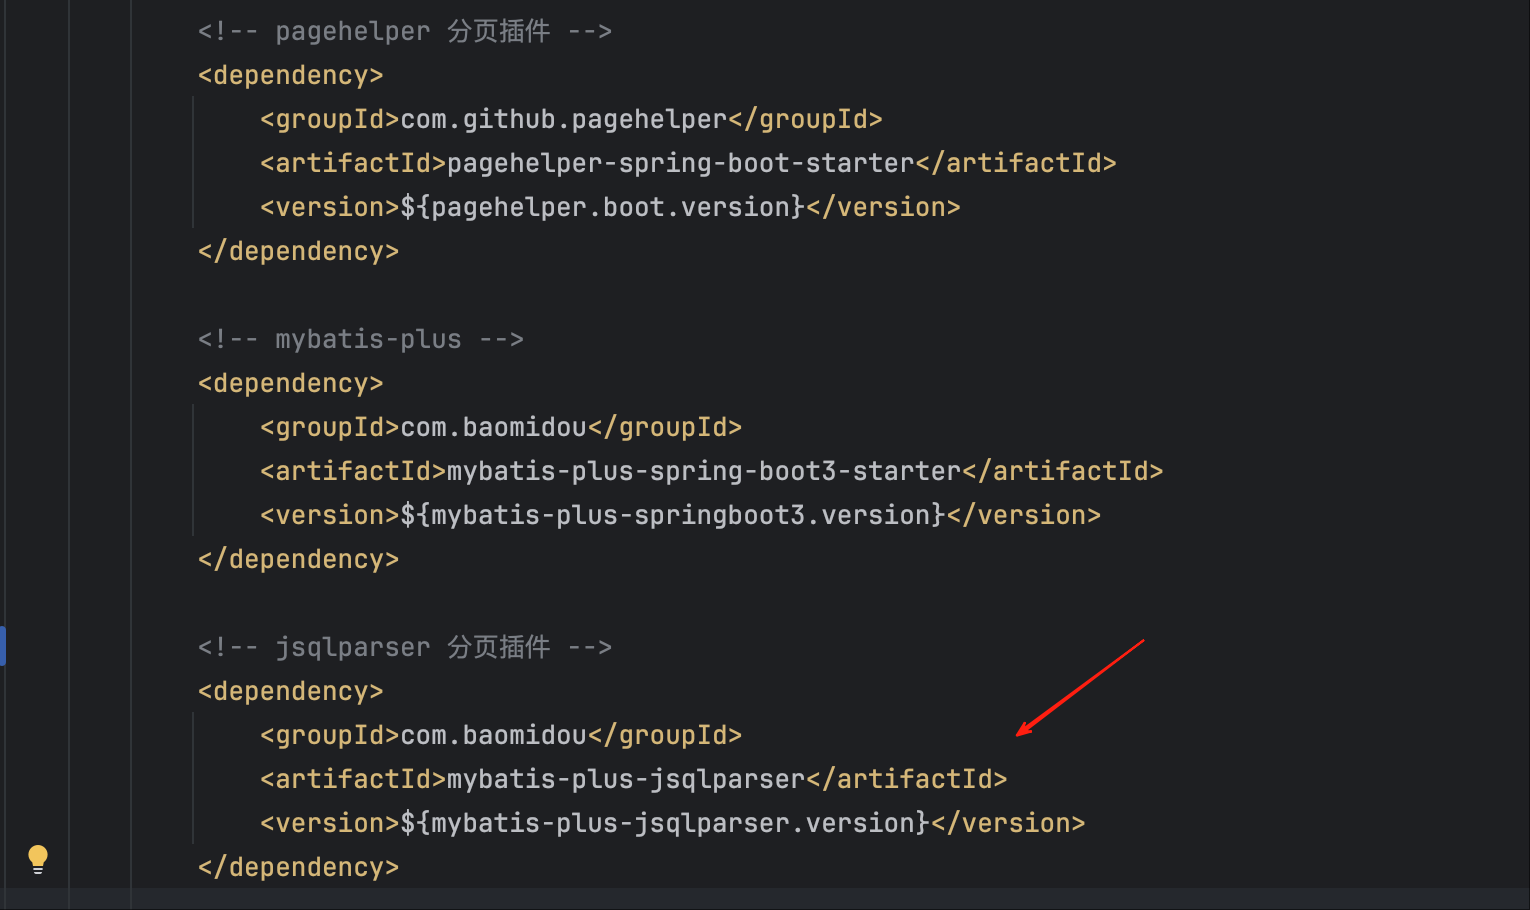 <!-- pagehelper 分页插件 -->
<dependency>
    <groupId>com.github.pagehelper</groupId>
    <artifactId>pagehelper-spring-boot-starter</artifactId>
    <version>${pagehelper.boot.version}</version>
</dependency>

<!-- mybatis-plus -->
<dependency>
    <groupId>com.baomidou</groupId>
    <artifactId>mybatis-plus-spring-boot3-starter</artifactId>
    <version>${mybatis-plus-springboot3.version}</version>
</dependency>

<!-- jsqlparser 分页插件 -->
<dependency>
    <groupId>com.baomidou</groupId>
    <artifactId>mybatis-plus-jsqlparser</artifactId>
    <version>${mybatis-plus-jsqlparser.version}</version>
</dependency>